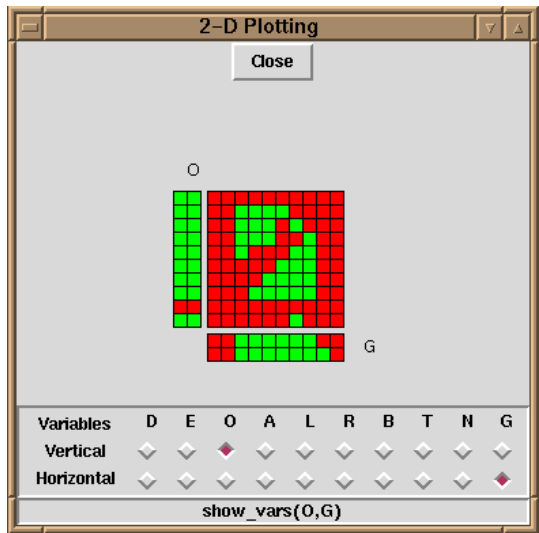 2-D Plotting
Close
O
G
Variables D E O A L R B T N G
Vertical
Horizontal
show_vars(O,G)